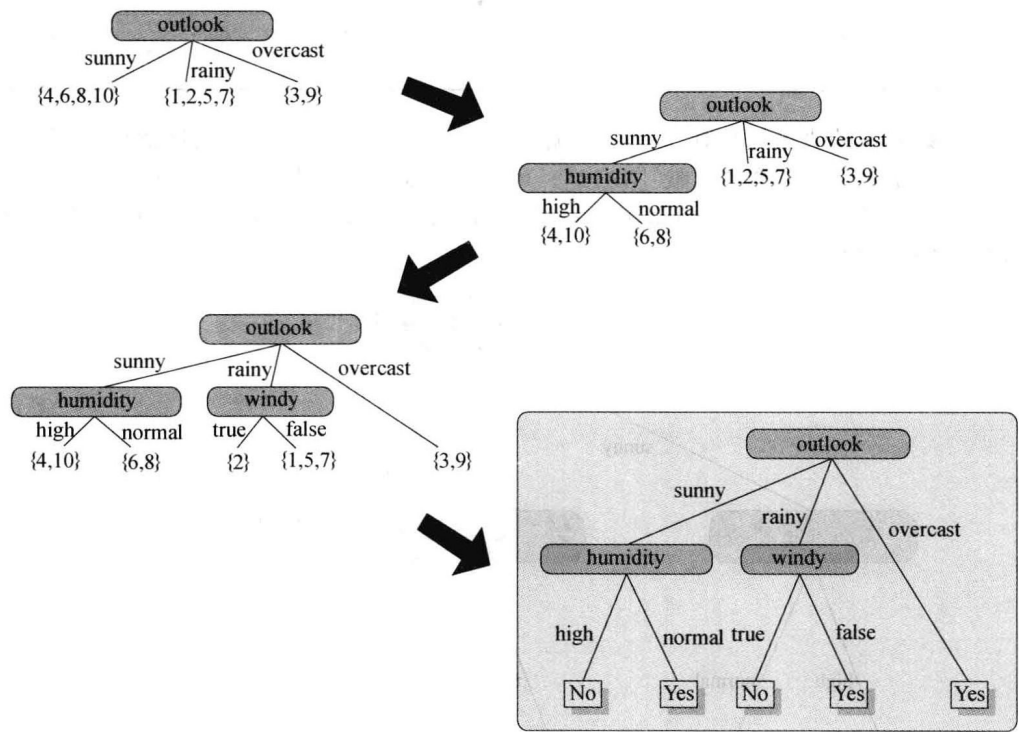 outlook
sunny rainy overcast
{4,6,8,10} {1,2,5,7} {3,9}
outlook
sunny rainy overcast
humidity {1,2,5,7} {3,9}
high normal
{4,10} {6,8}
outlook
sunny rainy overcast
humidity windy
high normal true false
{4,10} {6,8} {2} {1,5,7} {3,9}
outlook
sunny rainy overcast
humidity windy
high normal true false
No Yes No Yes Yes